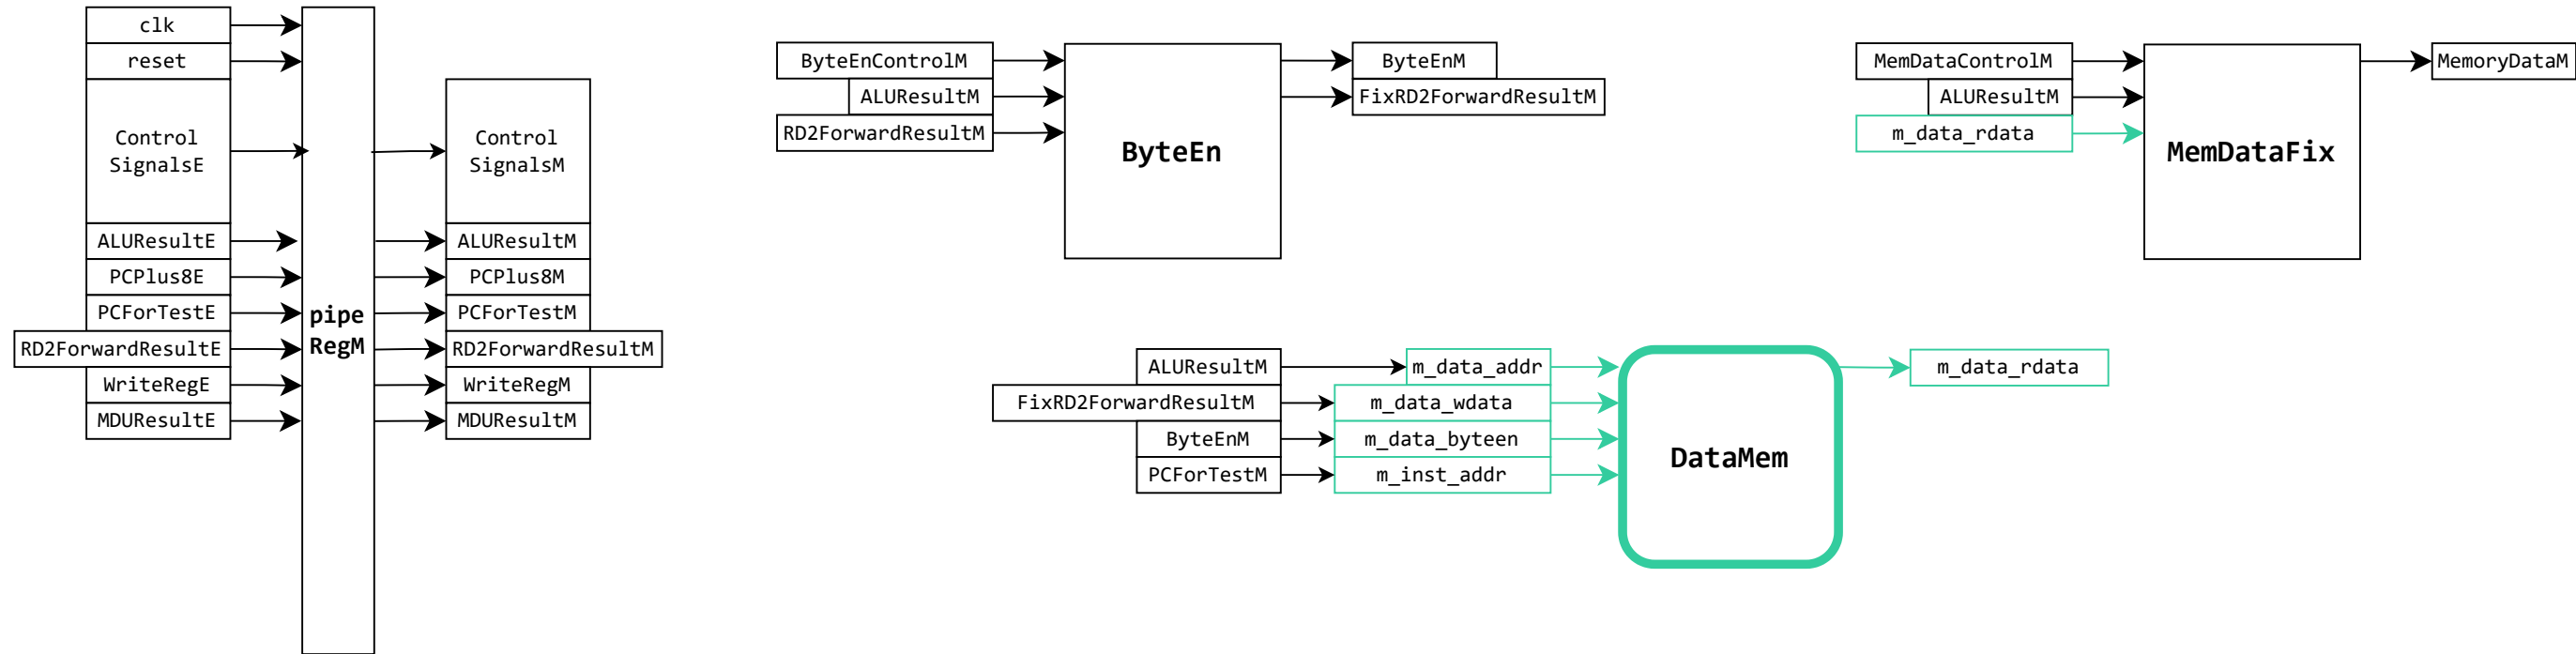 clk
reset
Control
SignalsE
ALUResultE
PCPlus8E
PCForTestE
RD2ForwardResultE
WriteRegE
MDUResultE
pipe
RegM
Control
SignalsM
ALUResultM
PCPlus8M
PCForTestM
RD2ForwardResultM
WriteRegM
MDUResultM
ByteEnControlM
ALUResultM
RD2ForwardResultM
ByteEn
ByteEnM
FixRD2ForwardResultM
MemDataControlM
ALUResultM
m_data_rdata
MemDataFix
MemoryDataM
ALUResultM
FixRD2ForwardResultM
ByteEnM
PCForTestM
m_data_addr
m_data_wdata
m_data_byteen
m_inst_addr
DataMem
m_data_rdata